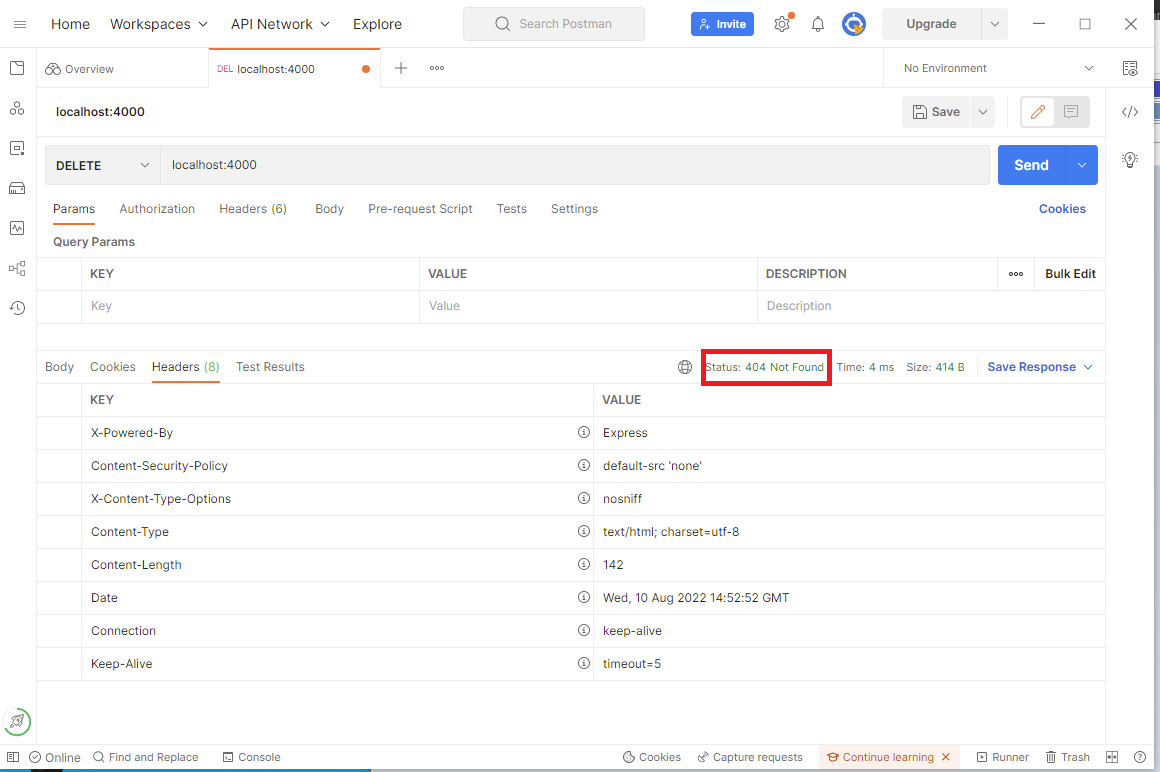 Home Workspaces API Network Explore Search Postman Invite Upgrade
Overview DEL localhost:4000 No Environment
localhost:4000 Save
DELETE localhost:4000 Send
Params Authorization Headers (6) Body Pre-request Script Tests Settings Cookies
Query Params
KEY VALUE DESCRIPTION Bulk Edit
Key Value Description
Body Cookies Headers (8) Test Results Status: 404 Not Found Time: 4 ms Size: 414 B Save Response
KEY VALUE
X-Powered-By Express
Content-Security-Policy default-src 'none'
X-Content-Type-Options nosniff
Content-Type text/html; charset=utf-8
Content-Length 142
Date Wed, 10 Aug 2022 14:52:52 GMT
Connection keep-alive
Keep-Alive timeout=5
Online Find and Replace Console Cookies Capture requests Continue learning Runner Trash